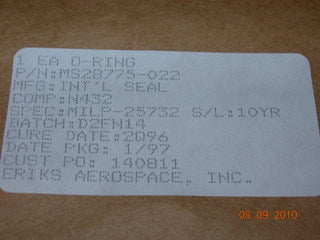 1 EA O-RING
P/N:MS28775-022
MFG:INT'L SEAL
COMP:N432
SPEC:MILP-25732 S/L:10YR
BATCH:D2FN14
CURE DATE:2Q96
DATE PKG: 1/97
CUST PO: 140811
ERIKS AEROSPACE, INC.
08 09 2010